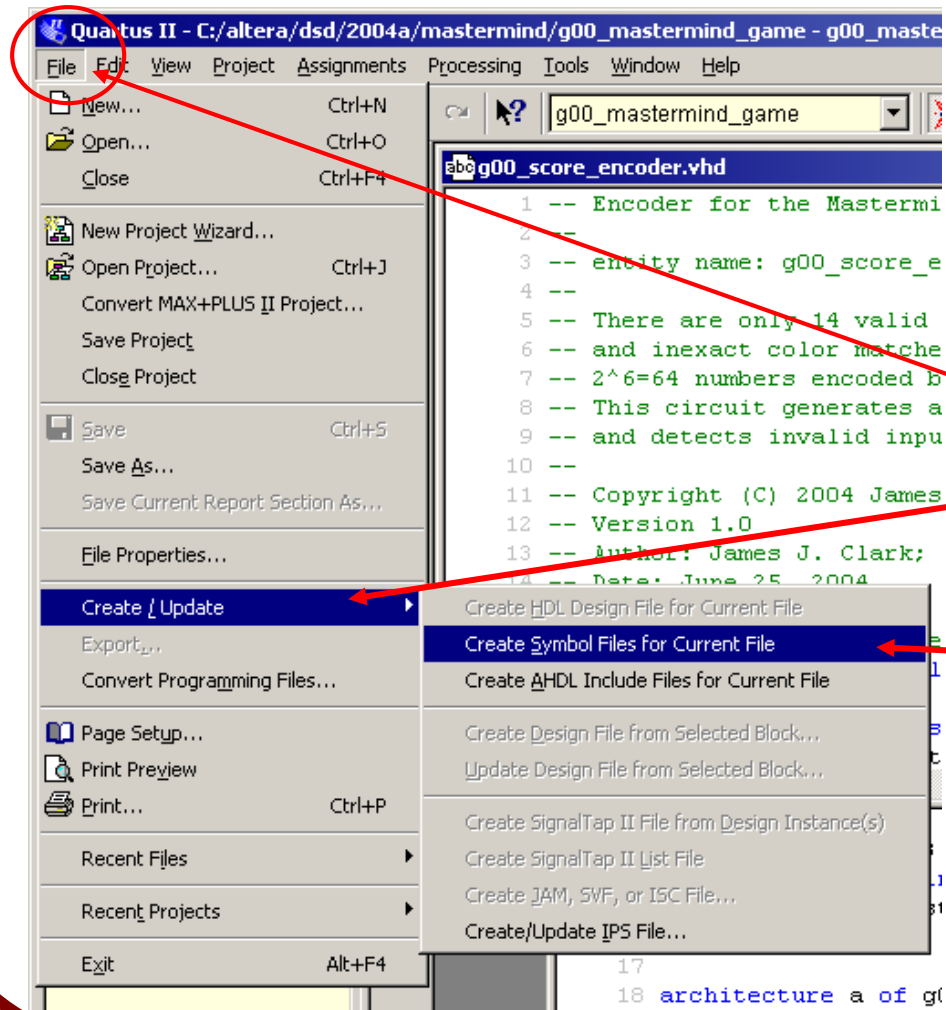 Quartus II - C:/altera/dsd/2004a/mastermind/g00_mastermind_game - g00_maste
File Edit View Project Assignments Processing Tools Window Help
New... Ctrl+N
Open... Ctrl+O
Close Ctrl+F4
New Project Wizard...
Open Project... Ctrl+J
Convert MAX+PLUS II Project...
Save Project
Close Project
Save Ctrl+S
Save As...
Save Current Report Section As...
File Properties...
Create / Update
Export...
Convert Programming Files...
Page Setup...
Print Preview
Print... Ctrl+P
Recent Files
Recent Projects
Exit Alt+F4
g00_mastermind_game
abc g00_score_encoder.vhd
1 -- Encoder for the Mastermi
2 --
3 -- entity name: g00_score_e
4 --
5 -- There are only 14 valid
6 -- and inexact color matche
7 -- 2^6=64 numbers encoded b
8 -- This circuit generates a
9 -- and detects invalid inpu
10 --
11 -- Copyright (C) 2004 James
12 -- Version 1.0
13 -- Author: James J. Clark;
14 -- Date: June 25, 2004
Create HDL Design File for Current File
Create Symbol Files for Current File
Create AHDL Include Files for Current File
Create Design File from Selected Block...
Update Design File from Selected Block...
Create SignalTap II File from Design Instance(s)
Create SignalTap II List File
Create JAM, SVF, or ISC File...
Create/Update IPS File...
17
18 architecture a of g0